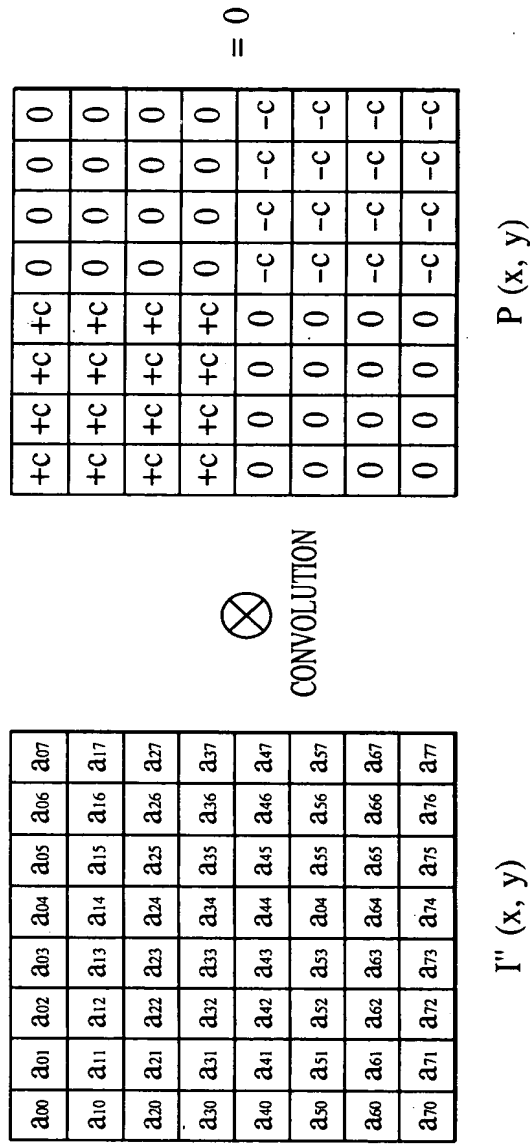 a00 a01 a02 a03 a04 a05 a06 a07
a10 a11 a12 a13 a14 a15 a16 a17
a20 a21 a22 a23 a24 a25 a26 a27
a30 a31 a32 a33 a34 a35 a36 a37
a40 a41 a42 a43 a44 a45 a46 a47
a50 a51 a52 a53 a04 a55 a56 a57
a60 a61 a62 a63 a64 a65 a66 a67
a70 a71 a72 a73 a74 a75 a76 a77
I" (x, y)
⊗
CONVOLUTION
+c +c +c +c 0 0 0 0
+c +c +c +c 0 0 0 0
+c +c +c +c 0 0 0 0
+c +c +c +c 0 0 0 0
0 0 0 0 -c -c -c -c
0 0 0 0 -c -c -c -c
0 0 0 0 -c -c -c -c
0 0 0 0 -c -c -c -c
P (x, y)
= 0